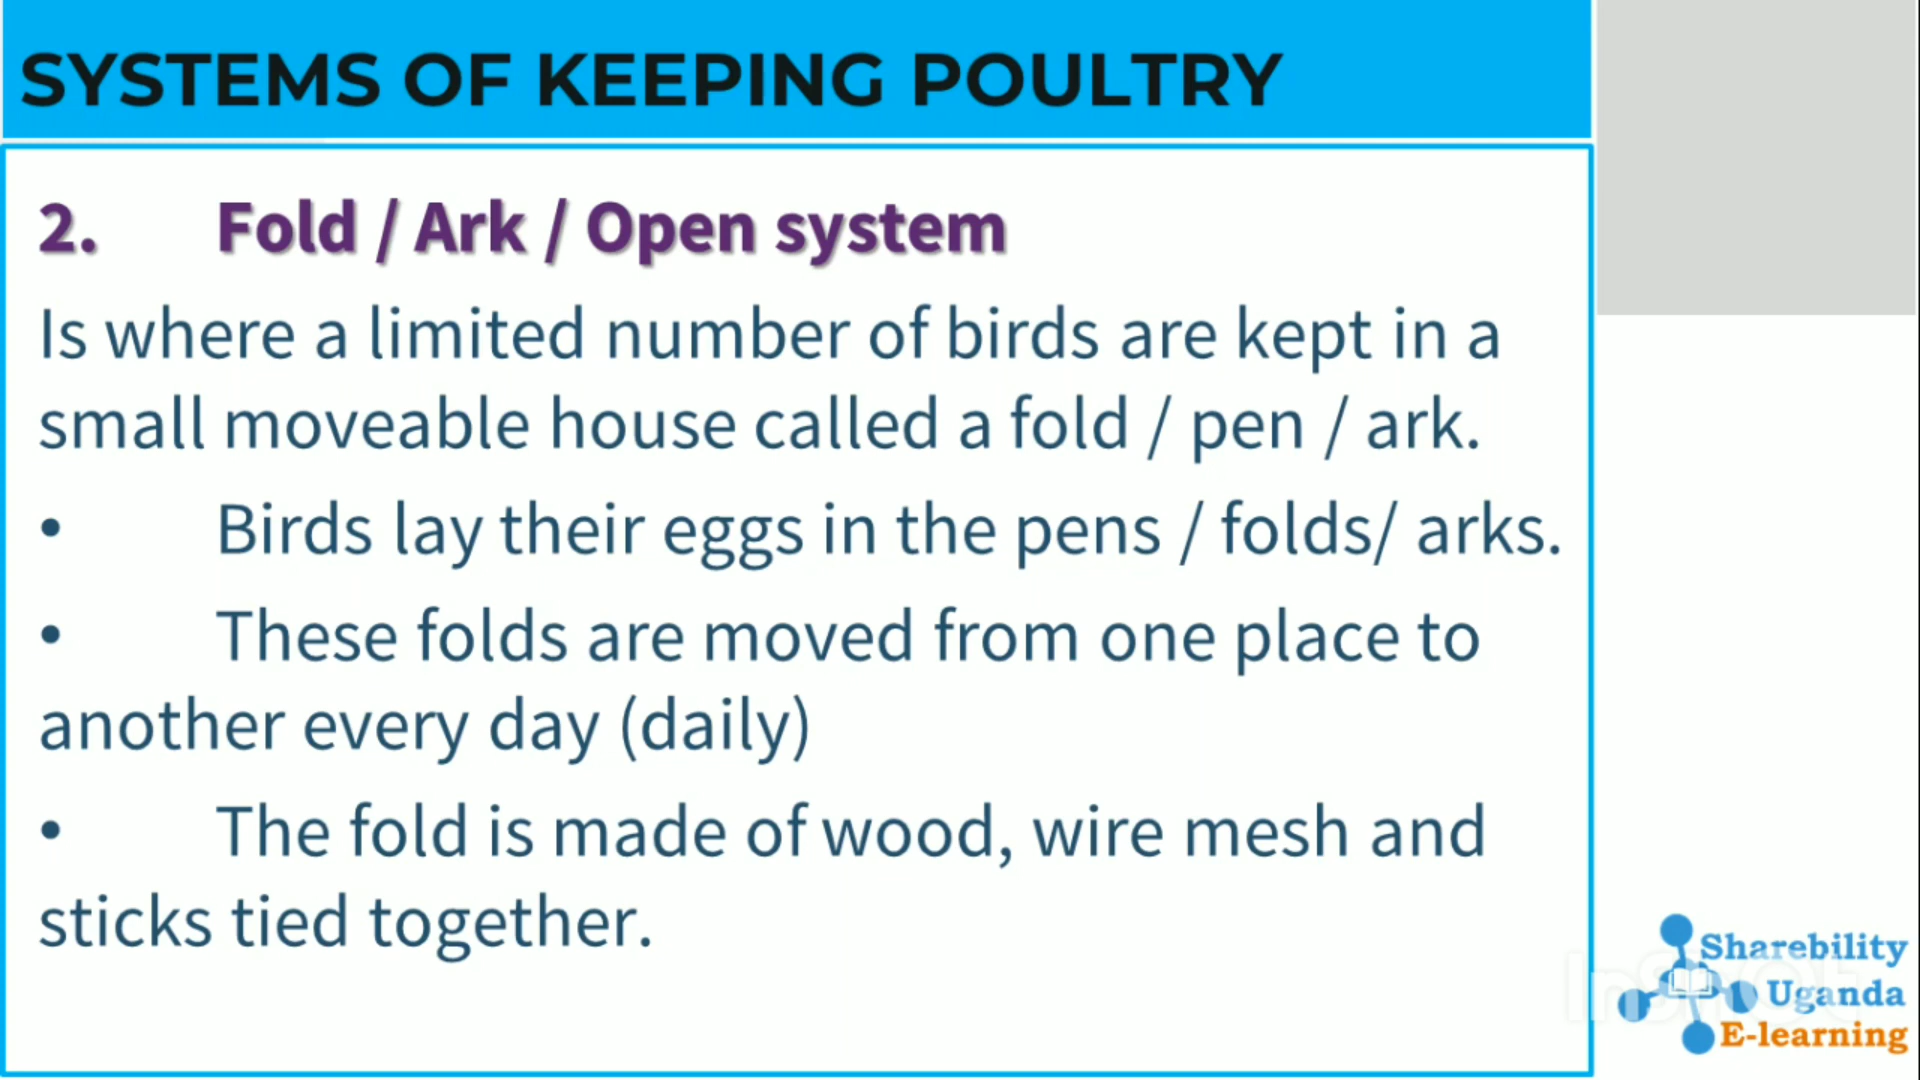 SYSTEMS OF KEEPING POULTRY
2. Fold / Ark / Open system
Is where a limited number of birds are kept in a
small moveable house called a fold / pen / ark.
• Birds lay their eggs in the pens / folds/ arks.
• These folds are moved from one place to
another every day (daily)
• The fold is made of wood, wire mesh and
sticks tied together.
Sharebility
Uganda
E-learning
InShot